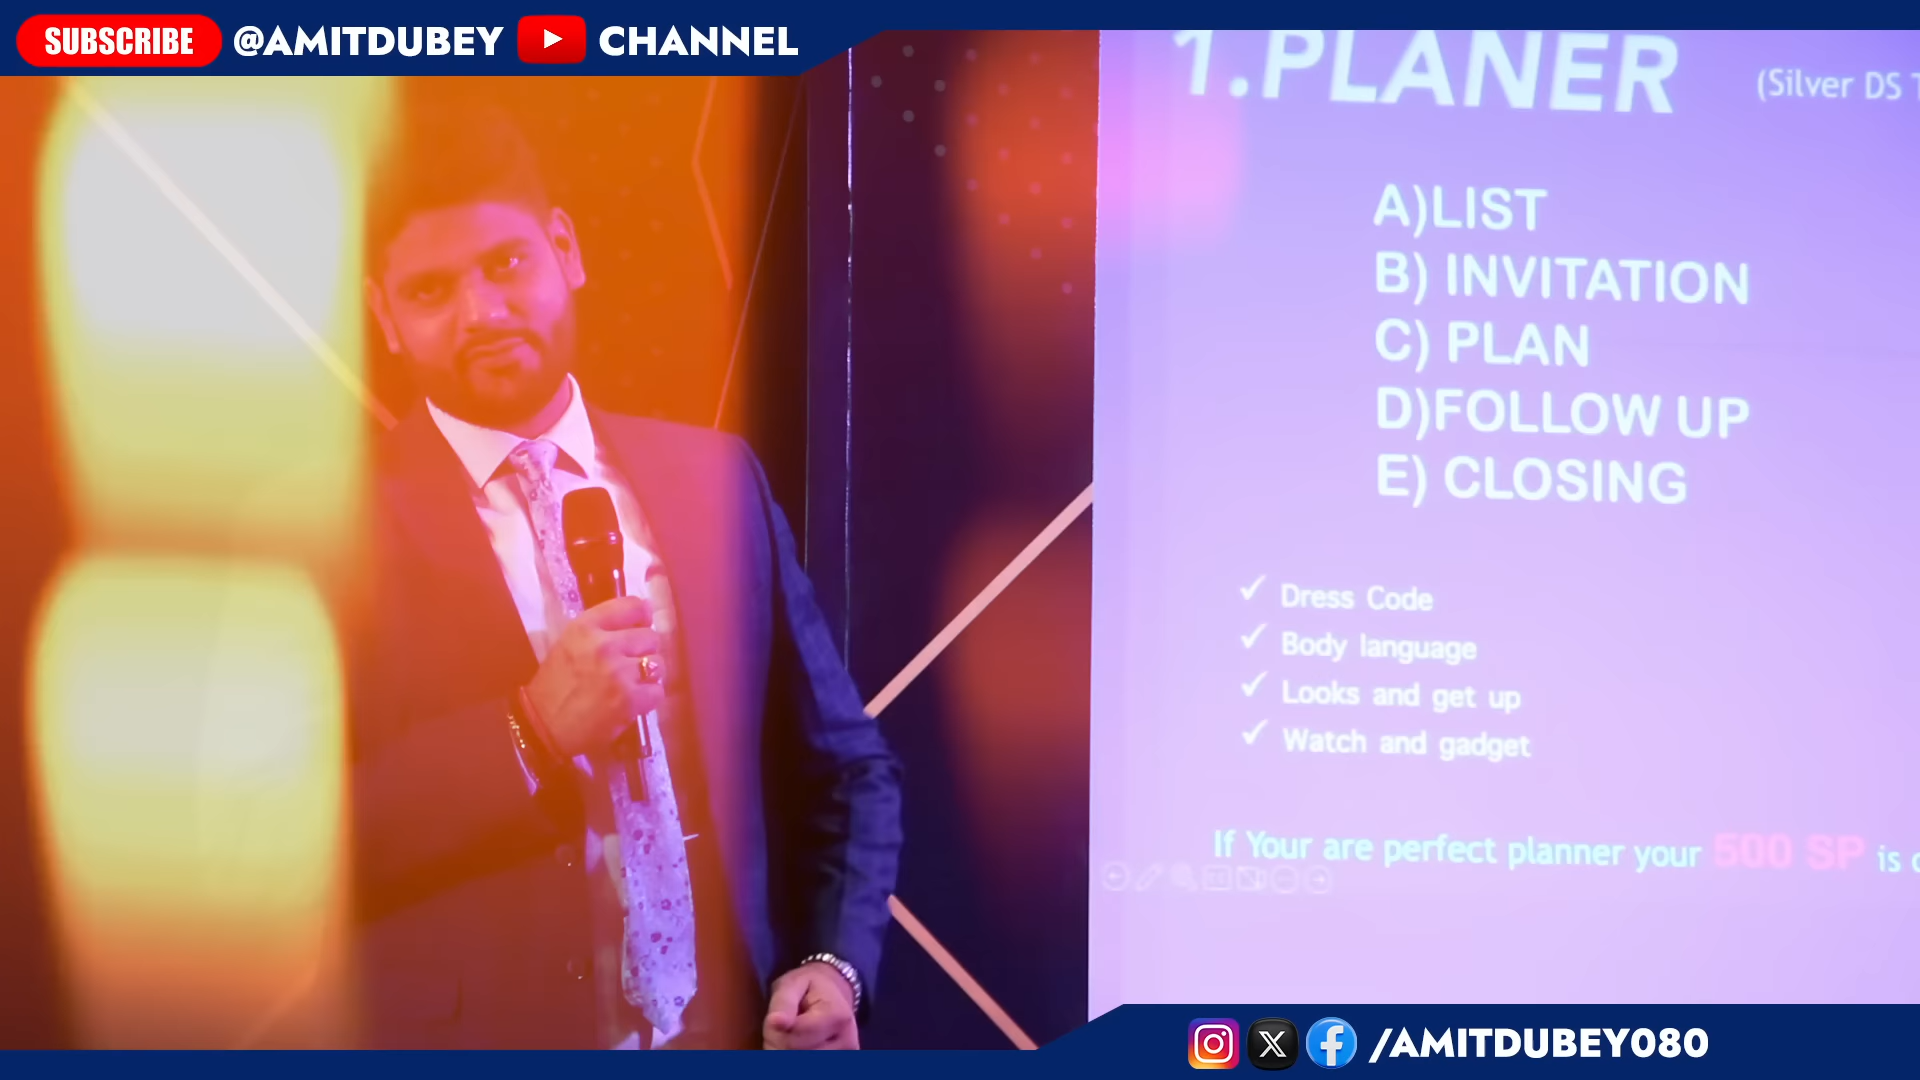 SUBSCRIBE @AMITDUBEY CHANNEL
1.PLANER (Silver DS
A)LIST
B) INVITATION
C) PLAN
D)FOLLOW UP
E) CLOSING
✓ Dress Code
✓ Body language
✓ Looks and get up
✓ Watch and gadget
If Your are perfect planner your 500 SP is
/AMITDUBEY080